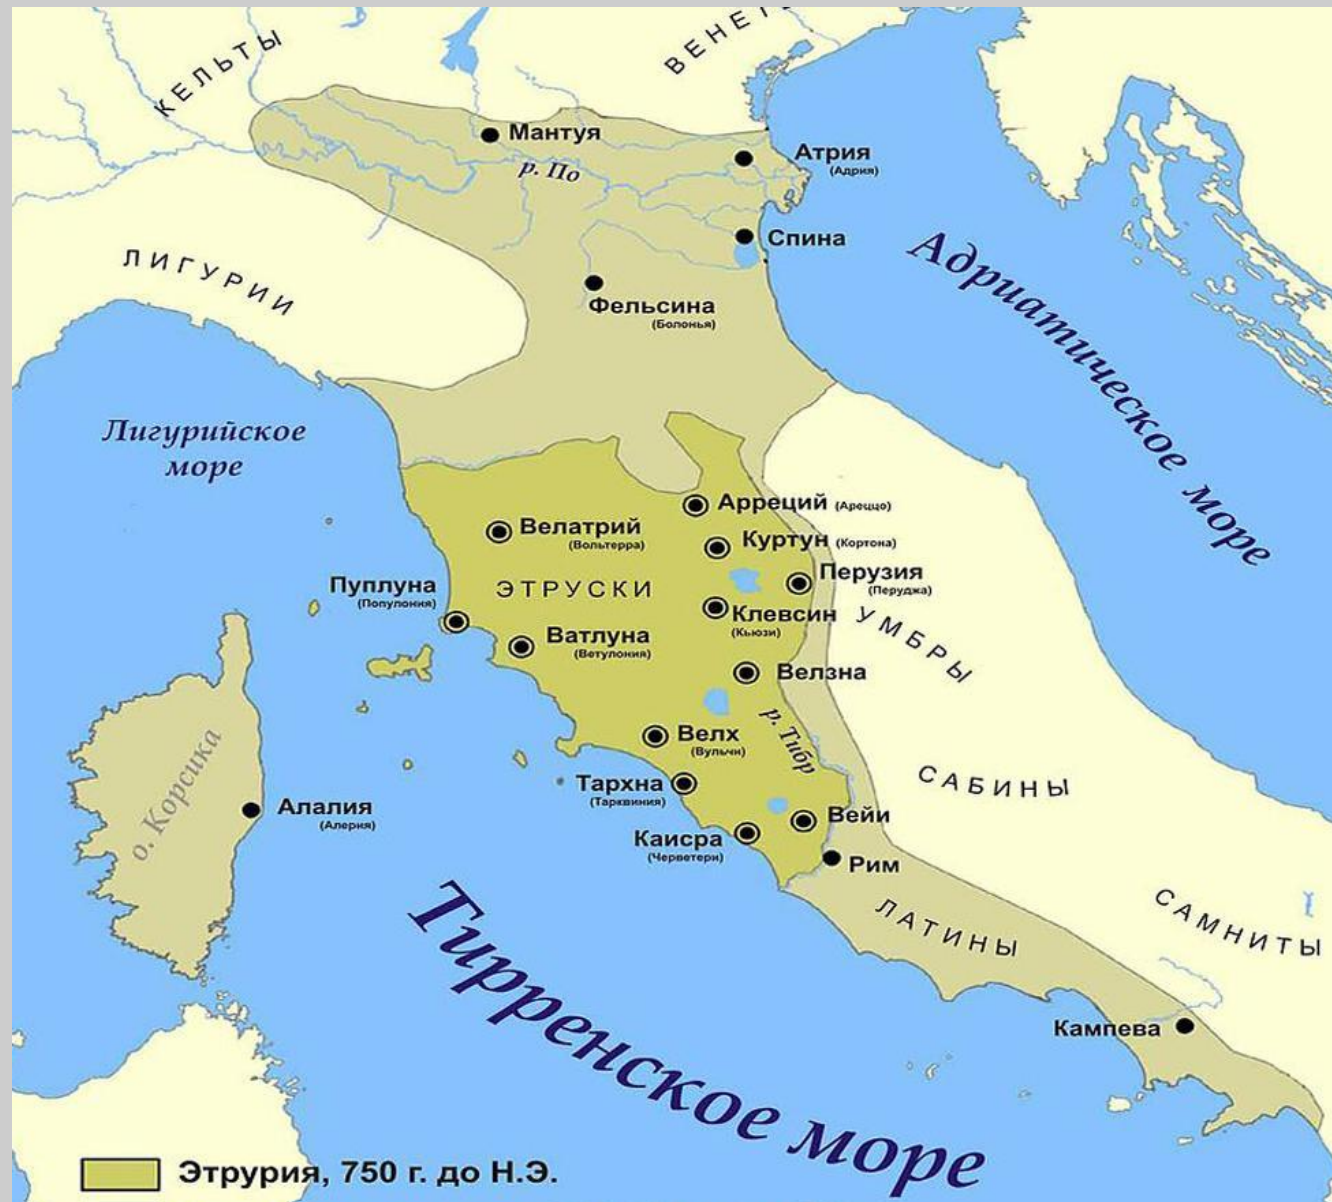 КЕЛЬТЫ
ВЕНЕТЫ
Мантуя
р. По
Атрия
(Адрия)
Спина
ЛИГУРИИ
Фельсина
(Болонья)
Адриатическое море
Лигурийское
море
Арреций (Ареццо)
Велатрий
(Вольтерра)
Куртун (Кортона)
Перузия
(Перуджа)
Пуплуна
(Популония)
ЭТРУСКИ
Клевсин
(Кьюзи)
УМБРЫ
Ватлуна
(Ветулония)
Велзна
р. Тибр
Велх
(Вульчи)
о. Корсика
Тархна
(Тарквиния)
САБИНЫ
Алалия
(Алерия)
Вейи
Каисра
(Черветери)
Рим
ЛАТИНЫ
САМНИТЫ
Тирренское море
Кампева
Этрурия, 750 г. до Н.Э.